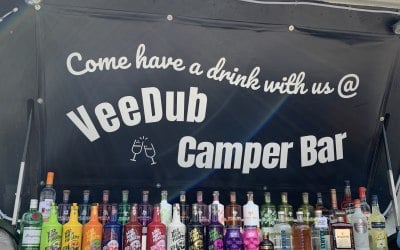 Come have a drink with us @
VeeDub
Camper Bar